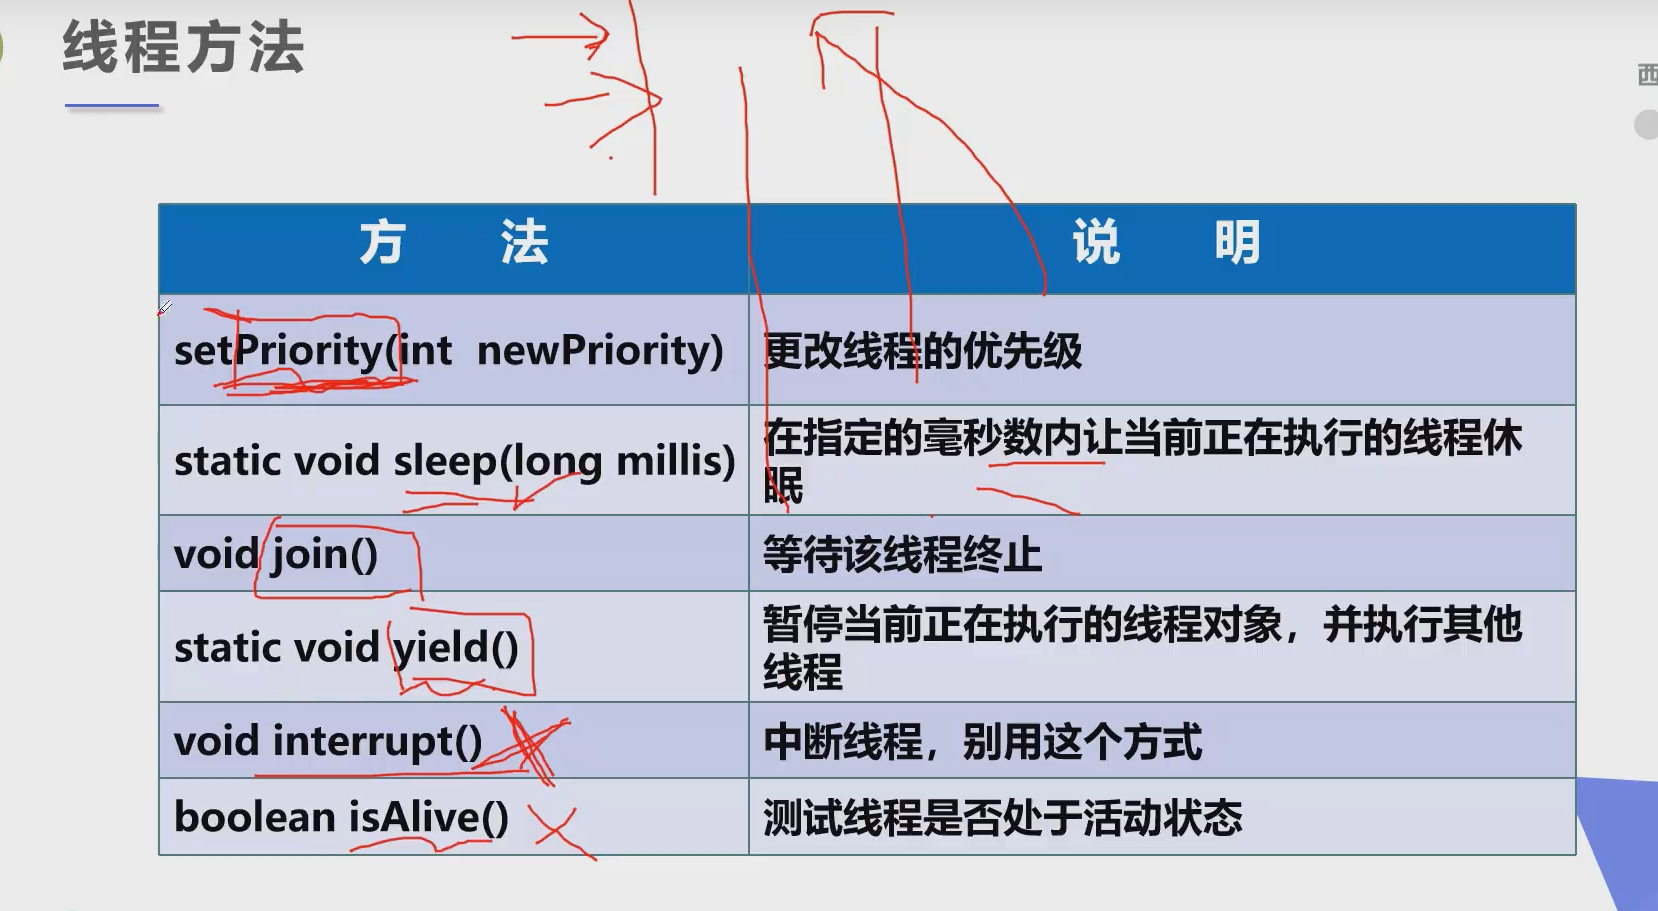 线程方法
西
方 法
说 明
setPriority(int newPriority)
更改线程的优先级
static void sleep(long millis)
在指定的毫秒数内让当前正在执行的线程休
眠
void join()
等待该线程终止
static void yield()
暂停当前正在执行的线程对象，并执行其他
线程
void interrupt()
中断线程，别用这个方式
boolean isAlive()
测试线程是否处于活动状态